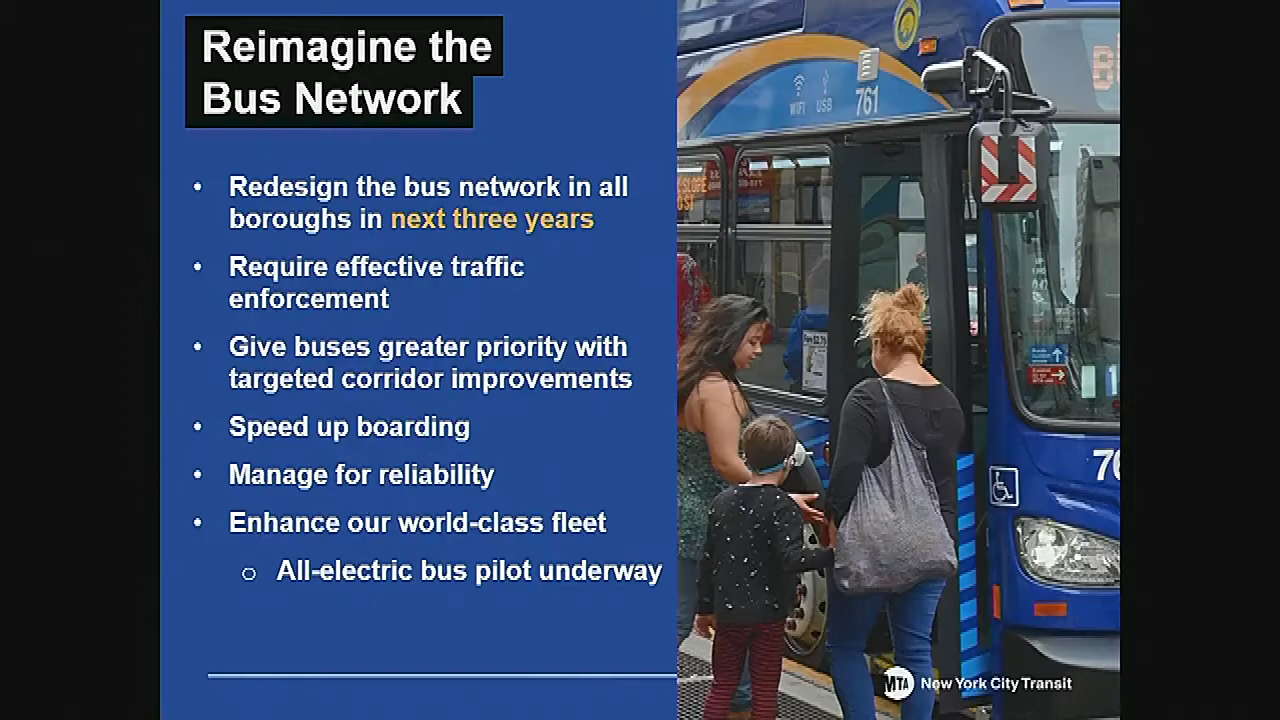 Reimagine the
Bus Network
• Redesign the bus network in all
boroughs in next three years
• Require effective traffic
enforcement
• Give buses greater priority with
targeted corridor improvements
• Speed up boarding
• Manage for reliability
• Enhance our world-class fleet
o All-electric bus pilot underway
WIFI USB 761
B
76
MTA New York City Transit